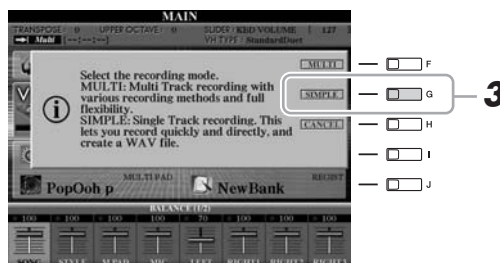 MAIN
TRANSPOSE: 0 UPPER OCTAVE: 0 SLIDER: KBD VOLUME [ 127 ]
Multi [--:--:--] VH TYPE: StandardDuet
Select the recording mode.
MULTI: Multi Track recording with
various recording methods and full
flexibility.
SIMPLE: Single Track recording. This
lets you record quickly and directly, and
create a WAV file.
MULTI
SIMPLE
CANCEL
F
G
H
I
J
3
MULTI PAD REGIST
PopOoh p NewBank
BALANCE (1/2)
100 100 100 100 70 100 100 100
SONG STYLE M.PAD MIC LEFT RIGHT1 RIGHT2 RIGHT3